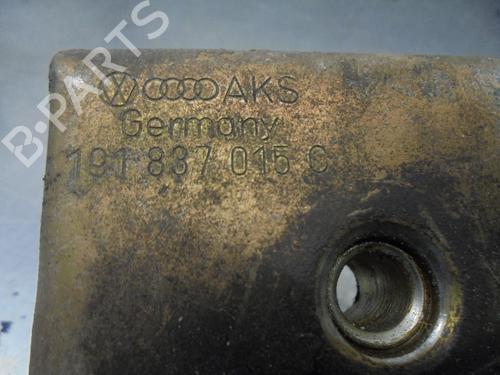 B-PARTS
AKS
Germany
191 837 015 C